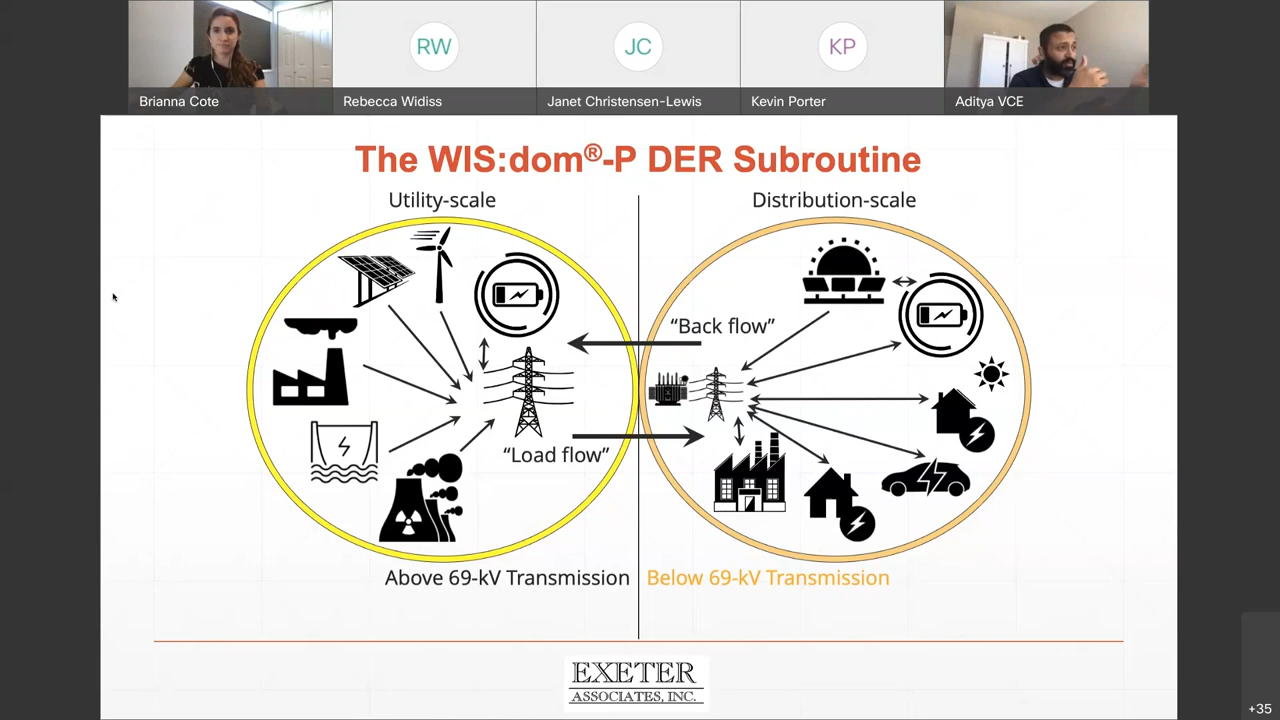 RW
JC
KP
Brianna Cote
Rebecca Widiss
Janet Christensen-Lewis
Kevin Porter
Aditya VCE
The WIS:dom®-P DER Subroutine
Utility-scale
Distribution-scale
“Back flow”
“Load flow”
Above 69-kV Transmission
Below 69-kV Transmission
EXETER
ASSOCIATES, INC.
+35